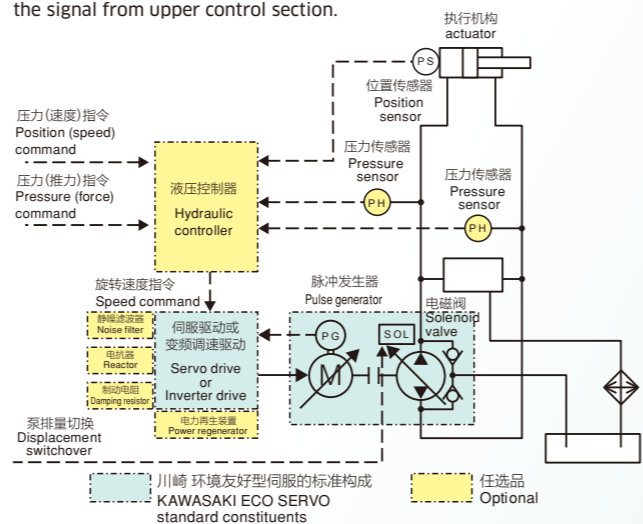 the signal from upper control section.
执行机构
actuator
PS
位置传感器
Position
sensor
压力(速度)指令
Position (speed)
command
压力传感器
Pressure
sensor
压力传感器
Pressure
sensor
压力(推力)指令
Pressure (force)
command
液压控制器
Hydraulic
controller
PH
PH
旋转速度指令
Speed command
脉冲发生器
Pulse generator
电磁阀
Solenoid
valve
静噪滤波器
Noise filter
电抗器
Reactor
制动电阻
Damping resistor
伺服驱动或
变频调速驱动
Servo drive
or
Inverter drive
PG
SOL
M
电力再生装置
Power regenerator
泵排量切换
Displacement
switchover
川崎 环境友好型伺服的标准构成
KAWASAKI ECO SERVO
standard constituents
任选品
Optional